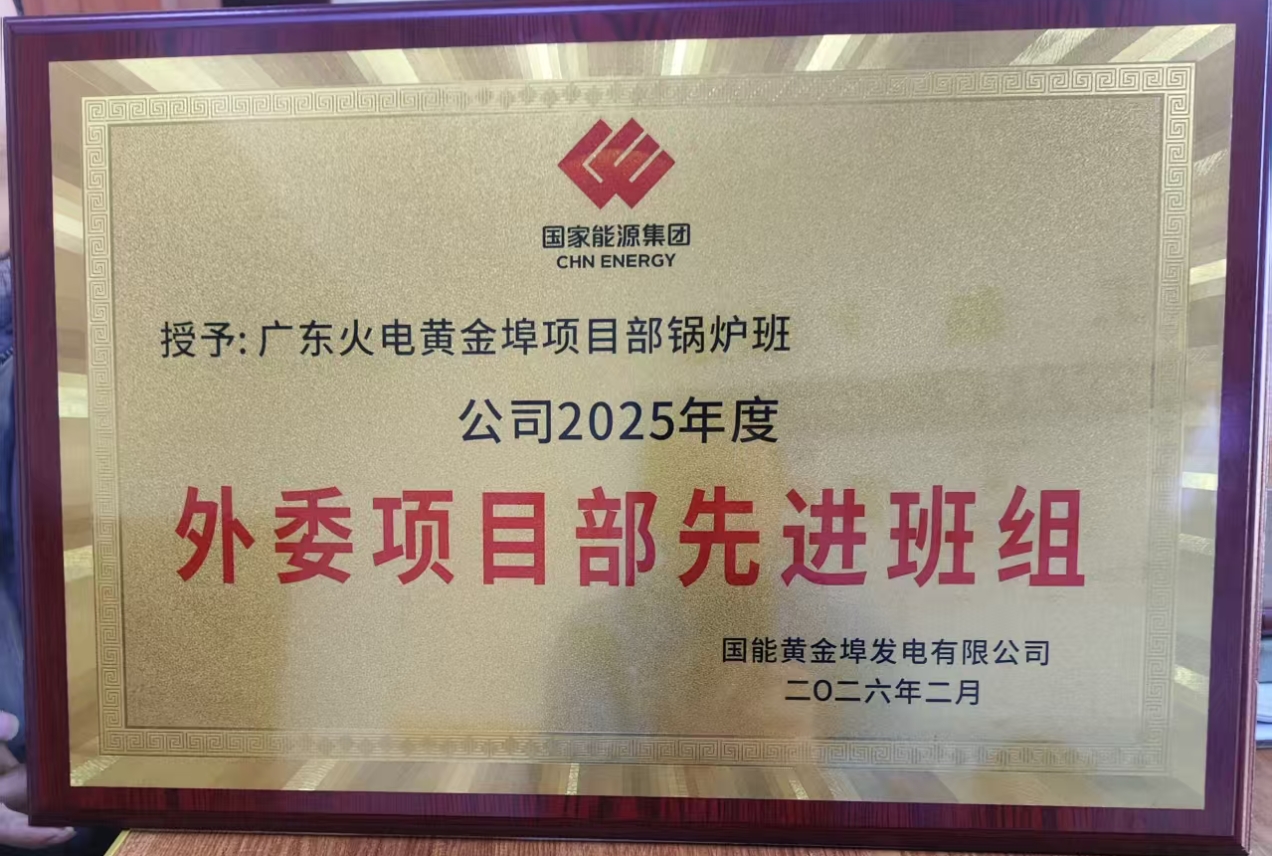 国家能源集团
CHN ENERGY
授予:广东火电黄金埠项目部锅炉班
公司2025年度
外委项目部先进班组
国能黄金埠发电有限公司
二〇二六年二月